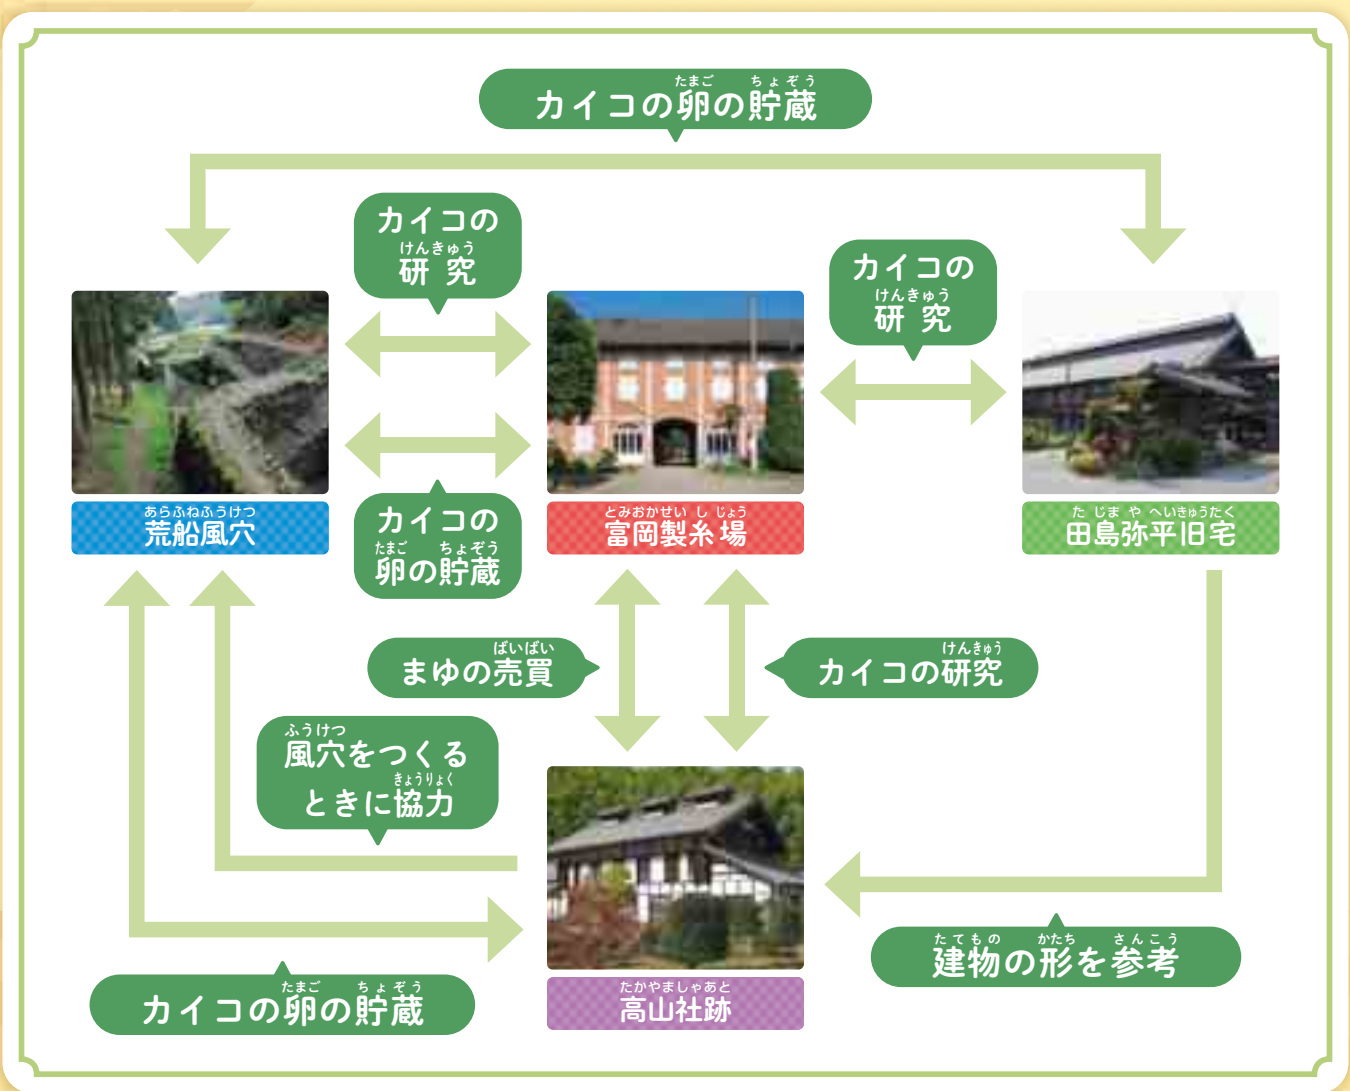 たまご ちょぞう
カイコの卵の貯蔵
カイコの
けんきゅう
研究
カイコの
けんきゅう
研究
あらふねふうけつ
荒船風穴
とみおかせいしじょう
富岡製糸場
たじまやへいきゅうたく
田島弥平旧宅
カイコの
たまご ちょぞう
卵の貯蔵
ばいばい
まゆの売買
けんきゅう
カイコの研究
ふうけつ
風穴をつくる
きょうりょく
ときに協力
たかやましゃあと
高山社跡
たてもの かたち さんこう
建物の形を参考
たまご ちょぞう
カイコの卵の貯蔵